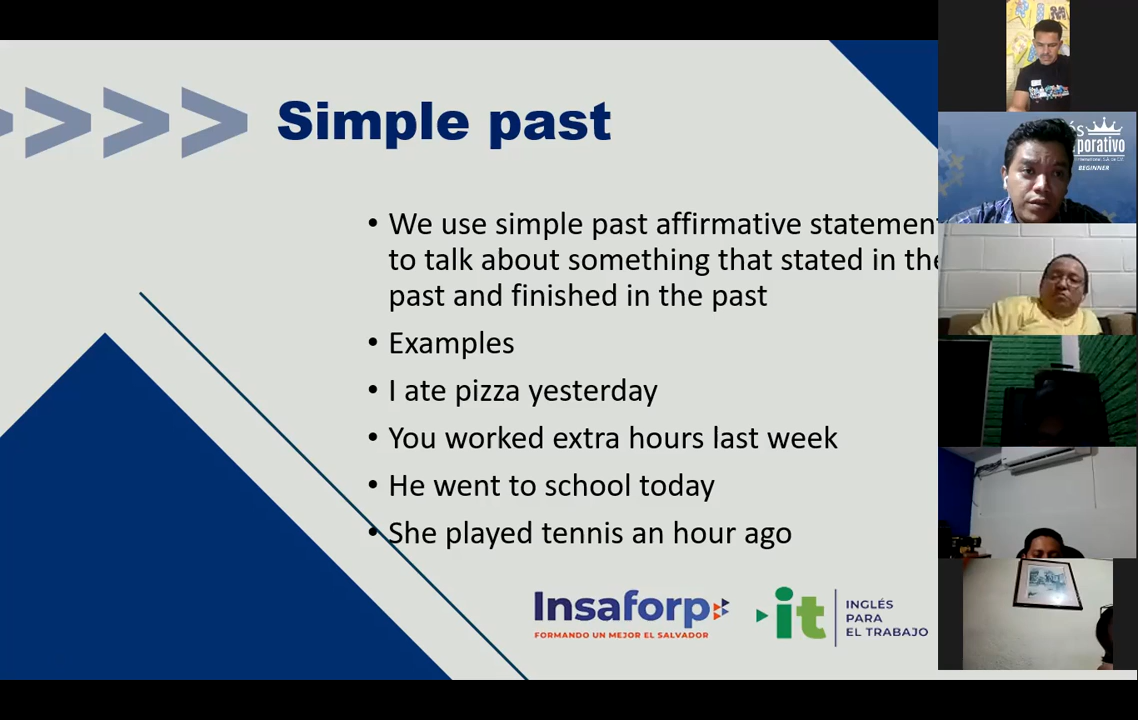 Simple past
• We use simple past affirmative statement
to talk about something that stated in the
past and finished in the past
• Examples
• I ate pizza yesterday
• You worked extra hours last week
• He went to school today
• She played tennis an hour ago
Insaforp
FORMANDO UN MEJOR EL SALVADOR
it
INGLÉS
PARA
EL TRABAJO
BEGINNER